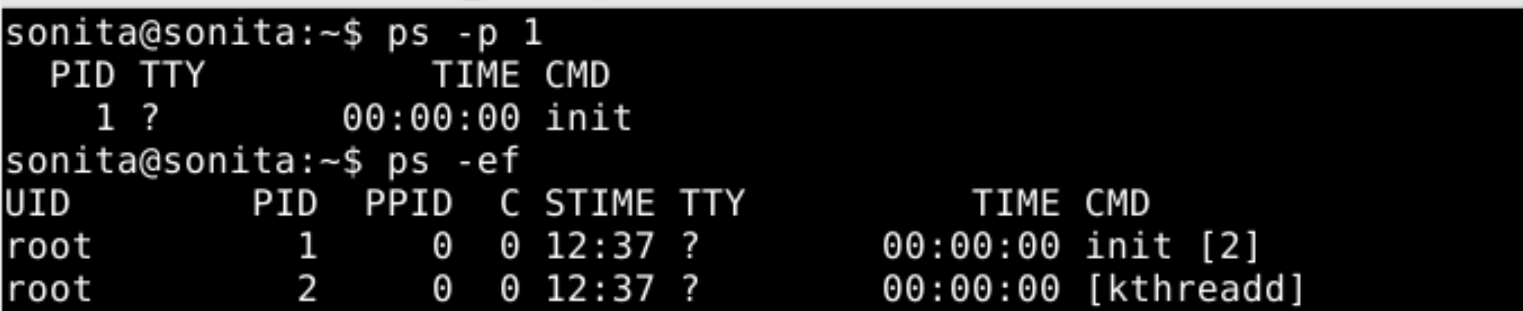 sonita@sonita:~$ ps -p 1
  PID TTY          TIME CMD
    1 ?        00:00:00 init
sonita@sonita:~$ ps -ef
UID        PID  PPID  C STIME TTY          TIME CMD
root         1     0  0 12:37 ?        00:00:00 init [2]
root         2     0  0 12:37 ?        00:00:00 [kthreadd]